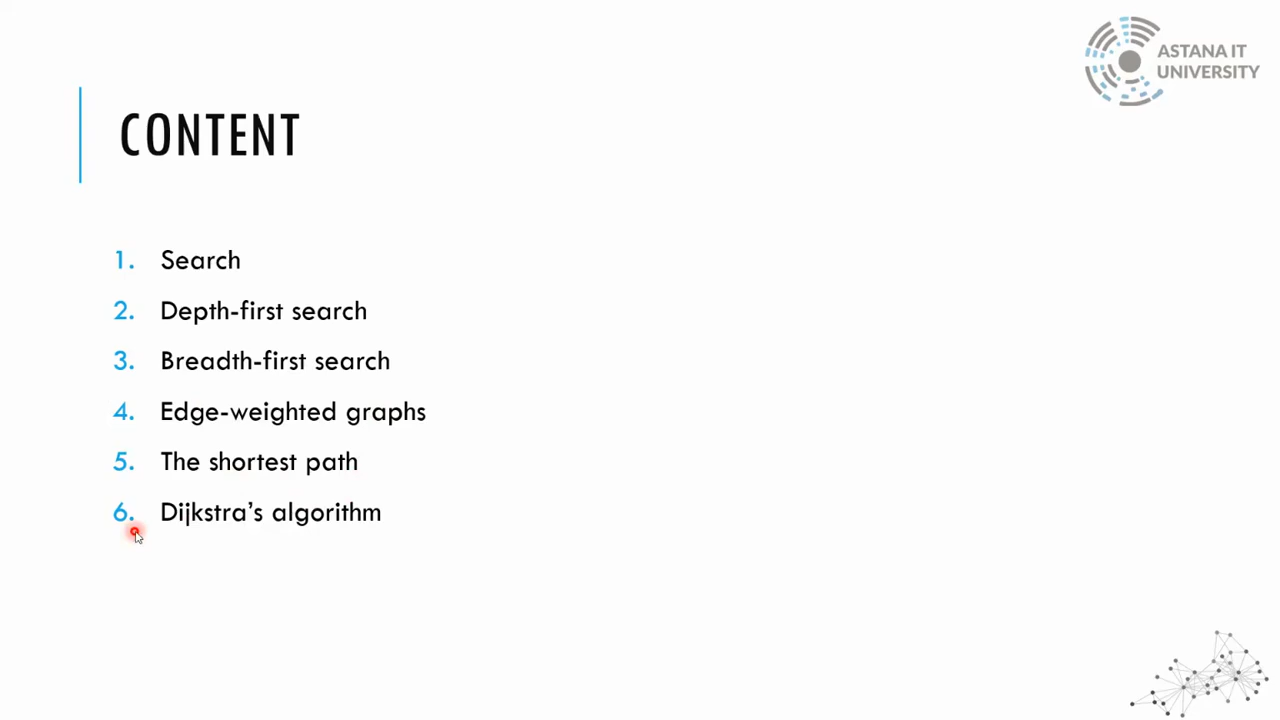 ASTANA IT
UNIVERSITY
CONTENT
1. Search
2. Depth-first search
3. Breadth-first search
4. Edge-weighted graphs
5. The shortest path
6. Dijkstra’s algorithm